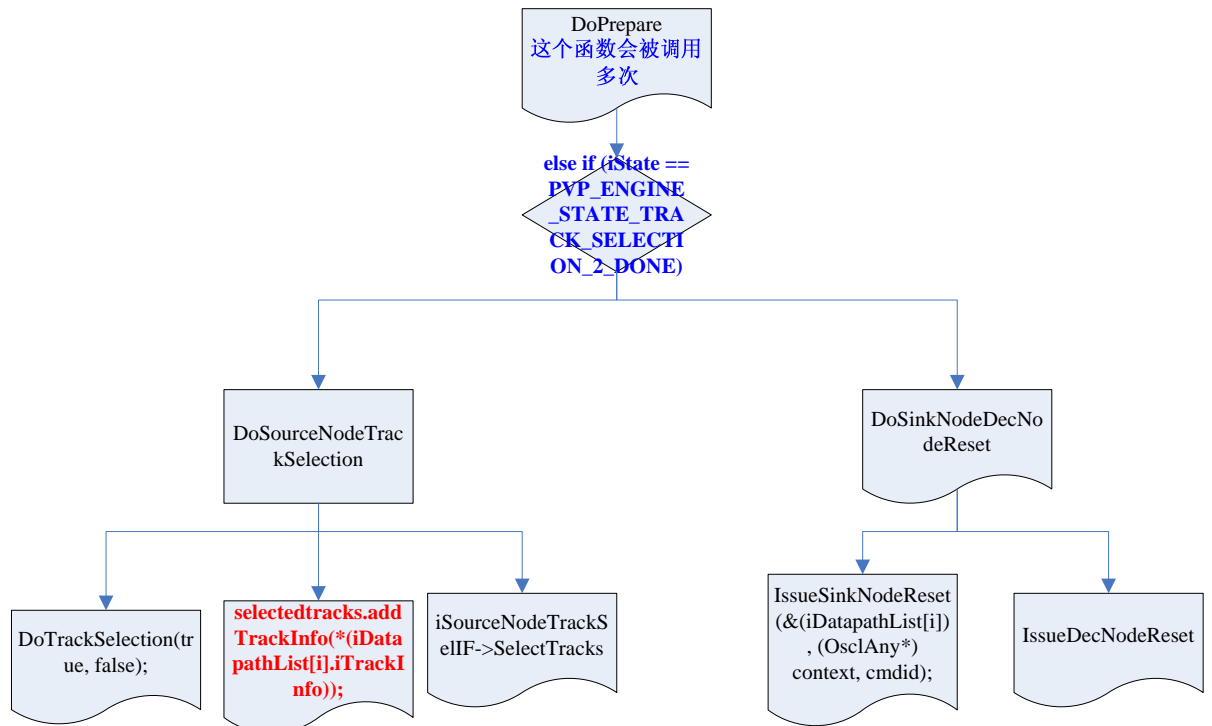 DoPrepare
这个函数会被调用
多次
else if (iState ==
PVP_ENGINE
_STATE_TRA
CK_SELECTI
ON_2_DONE)
DoSourceNodeTrac
kSelection
DoSinkNodeDecNo
deReset
DoTrackSelection(tr
ue, false);
selectedtracks.add
TrackInfo(*(iData
pathList[i].iTrackI
nfo));
iSourceNodeTrackS
elIF->SelectTracks
IssueSinkNodeReset
(&(iDatapathList[i])
, (OsclAny*)
context, cmdid);
IssueDecNodeReset